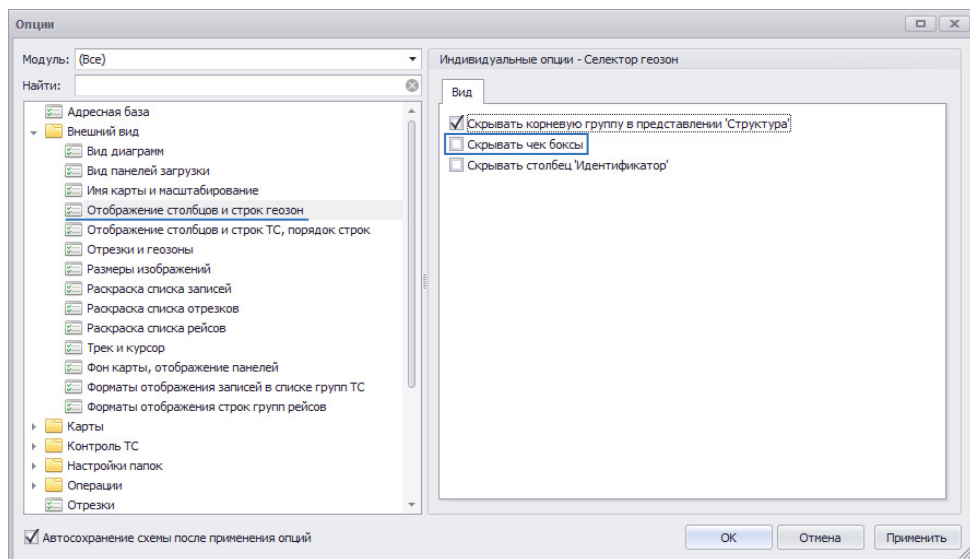 Опции
Модуль: (Все)
Найти:
Адресная база
Внешний вид
Вид диаграмм
Вид панелей загрузки
Имя карты и масштабирование
Отображение столбцов и строк геозон
Отображение столбцов и строк ТС, порядок строк
Отрезки и геозоны
Размеры изображений
Раскраска списка записей
Раскраска списка отрезков
Раскраска списка рейсов
Трек и курсор
Фон карты, отображение панелей
Форматы отображения записей в списке групп ТС
Форматы отображения строк групп рейсов
Карты
Контроль ТС
Настройки папок
Операции
Отрезки
Индивидуальные опции - Селектор геозон
Вид
Скрывать корневую группу в представлении 'Структура'
Скрывать чек боксы
Скрывать столбец 'Идентификатор'
Автосохранение схемы после применения опций
ОК
Отмена
Применить